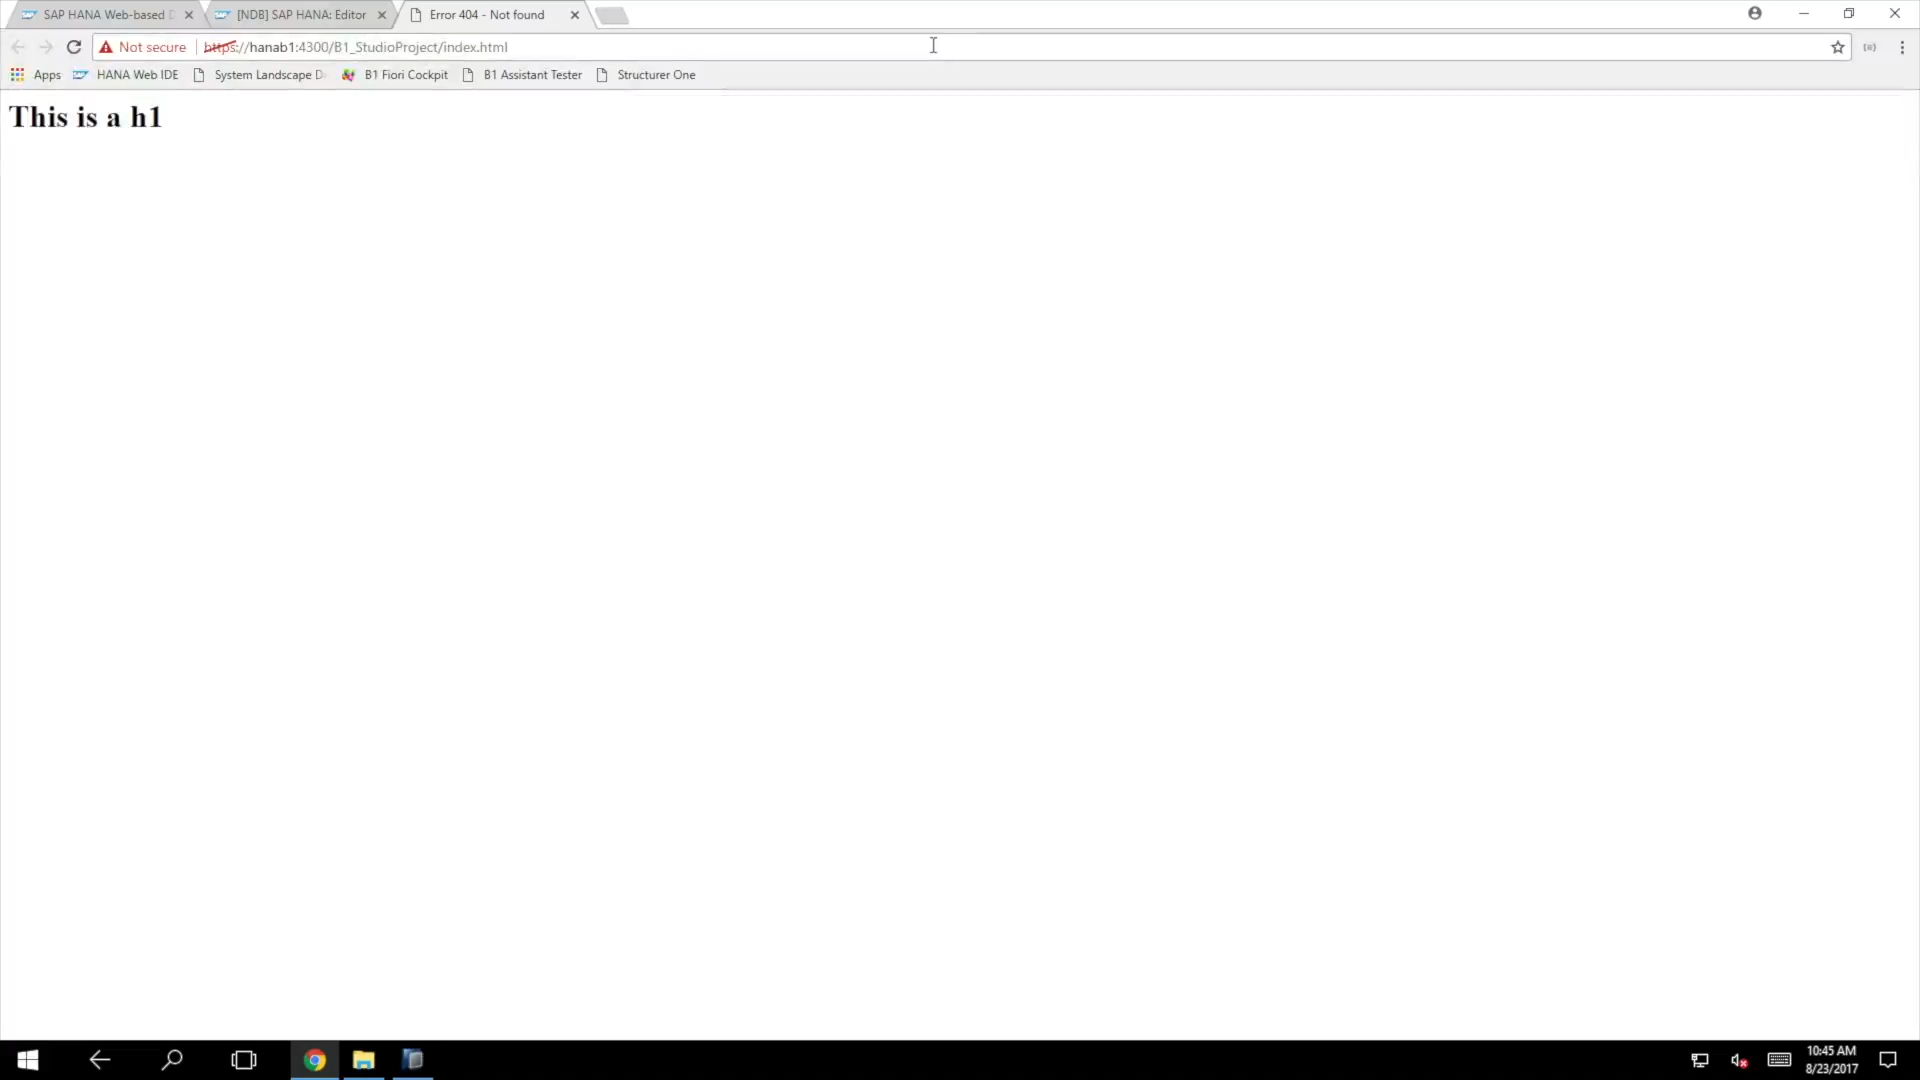 SAP HANA Web-based D
[NDB] SAP HANA: Editor
Error 404 - Not found
Not secure
https://hanab1:4300/B1_StudioProject/index.html
Apps
HANA Web IDE
System Landscape D
B1 Fiori Cockpit
B1 Assistant Tester
Structurer One
This is a h1
10:45 AM
8/23/2017